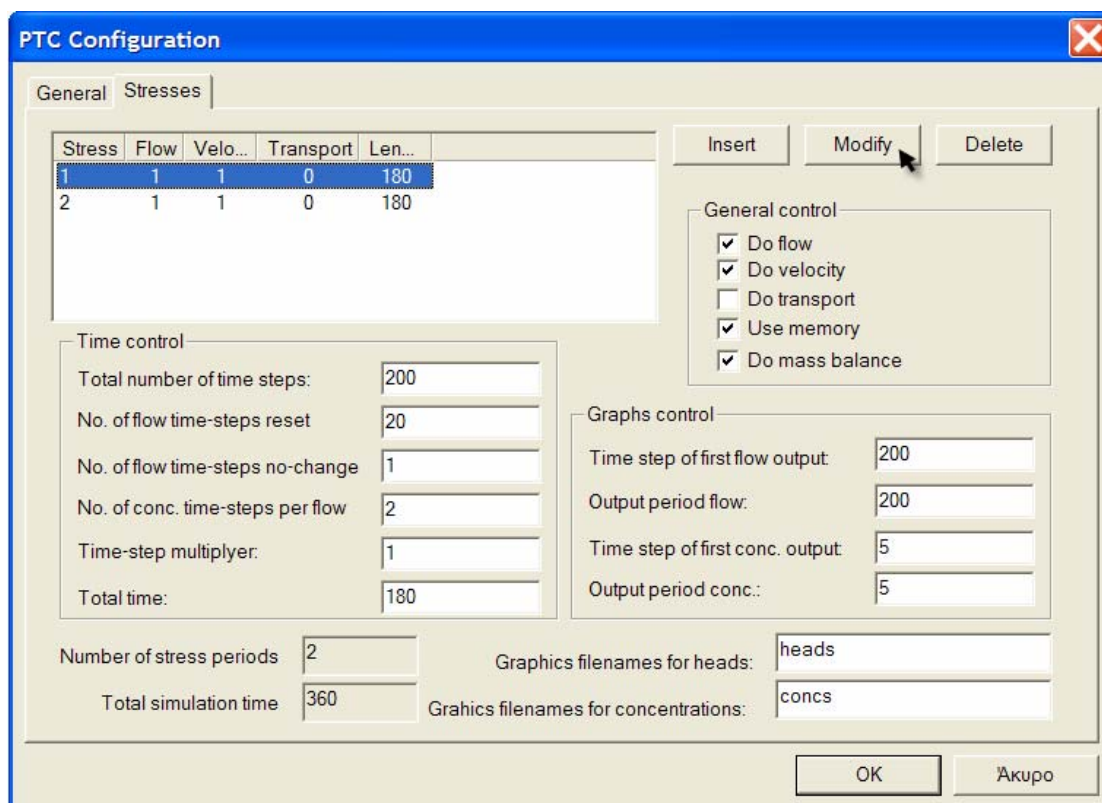 PTC Configuration
General Stresses
Stress Flow Velo... Transport Len...
1 1 1 0 180
2 1 1 0 180
Insert Modify Delete
General control
Do flow
Do velocity
Do transport
Use memory
Do mass balance
Time control
Total number of time steps: 200
No. of flow time-steps reset 20
No. of flow time-steps no-change 1
No. of conc. time-steps per flow 2
Time-step multiplyer: 1
Total time: 180
Graphs control
Time step of first flow output: 200
Output period flow: 200
Time step of first conc. output: 5
Output period conc.: 5
Number of stress periods 2
Total simulation time 360
Graphics filenames for heads: heads
Grahics filenames for concentrations: concs
OK Άκυρο